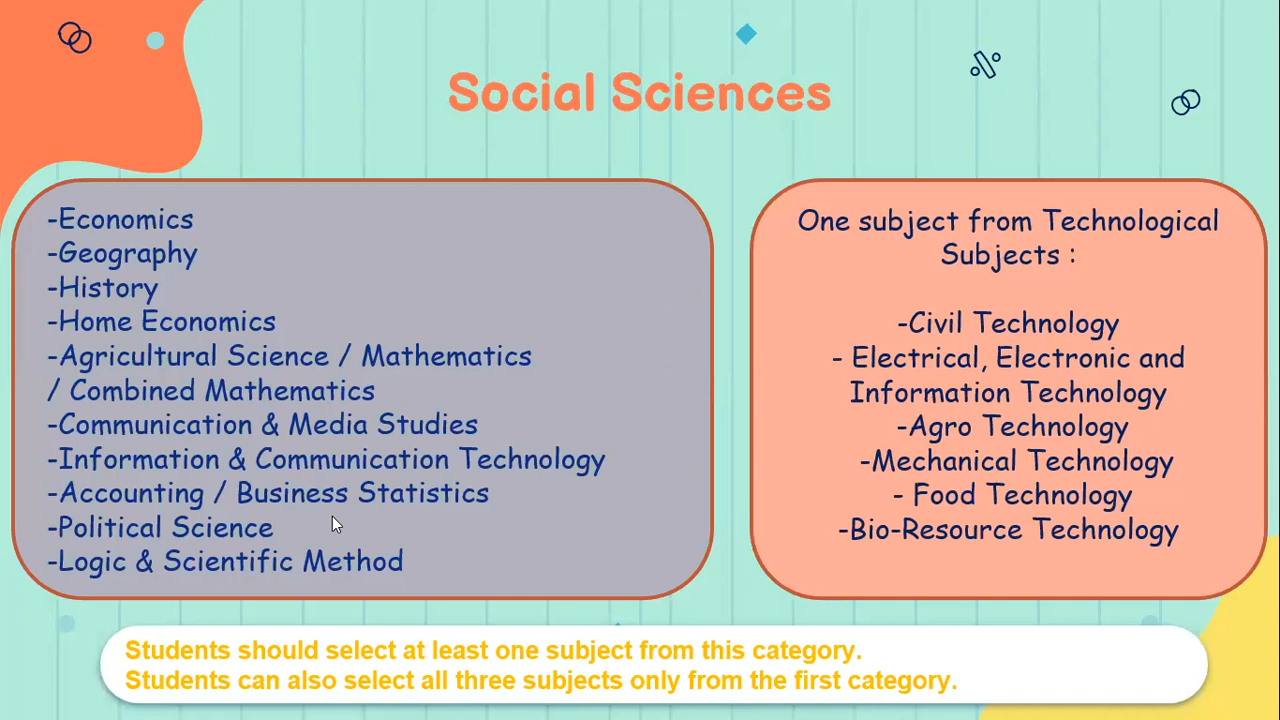 Social Sciences
-Economics
-Geography
-History
-Home Economics
-Agricultural Science / Mathematics
/ Combined Mathematics
-Communication & Media Studies
-Information & Communication Technology
-Accounting / Business Statistics
-Political Science
-Logic & Scientific Method
One subject from Technological
Subjects :
-Civil Technology
- Electrical, Electronic and
Information Technology
-Agro Technology
-Mechanical Technology
- Food Technology
-Bio-Resource Technology
Students should select at least one subject from this category.
Students can also select all three subjects only from the first category.